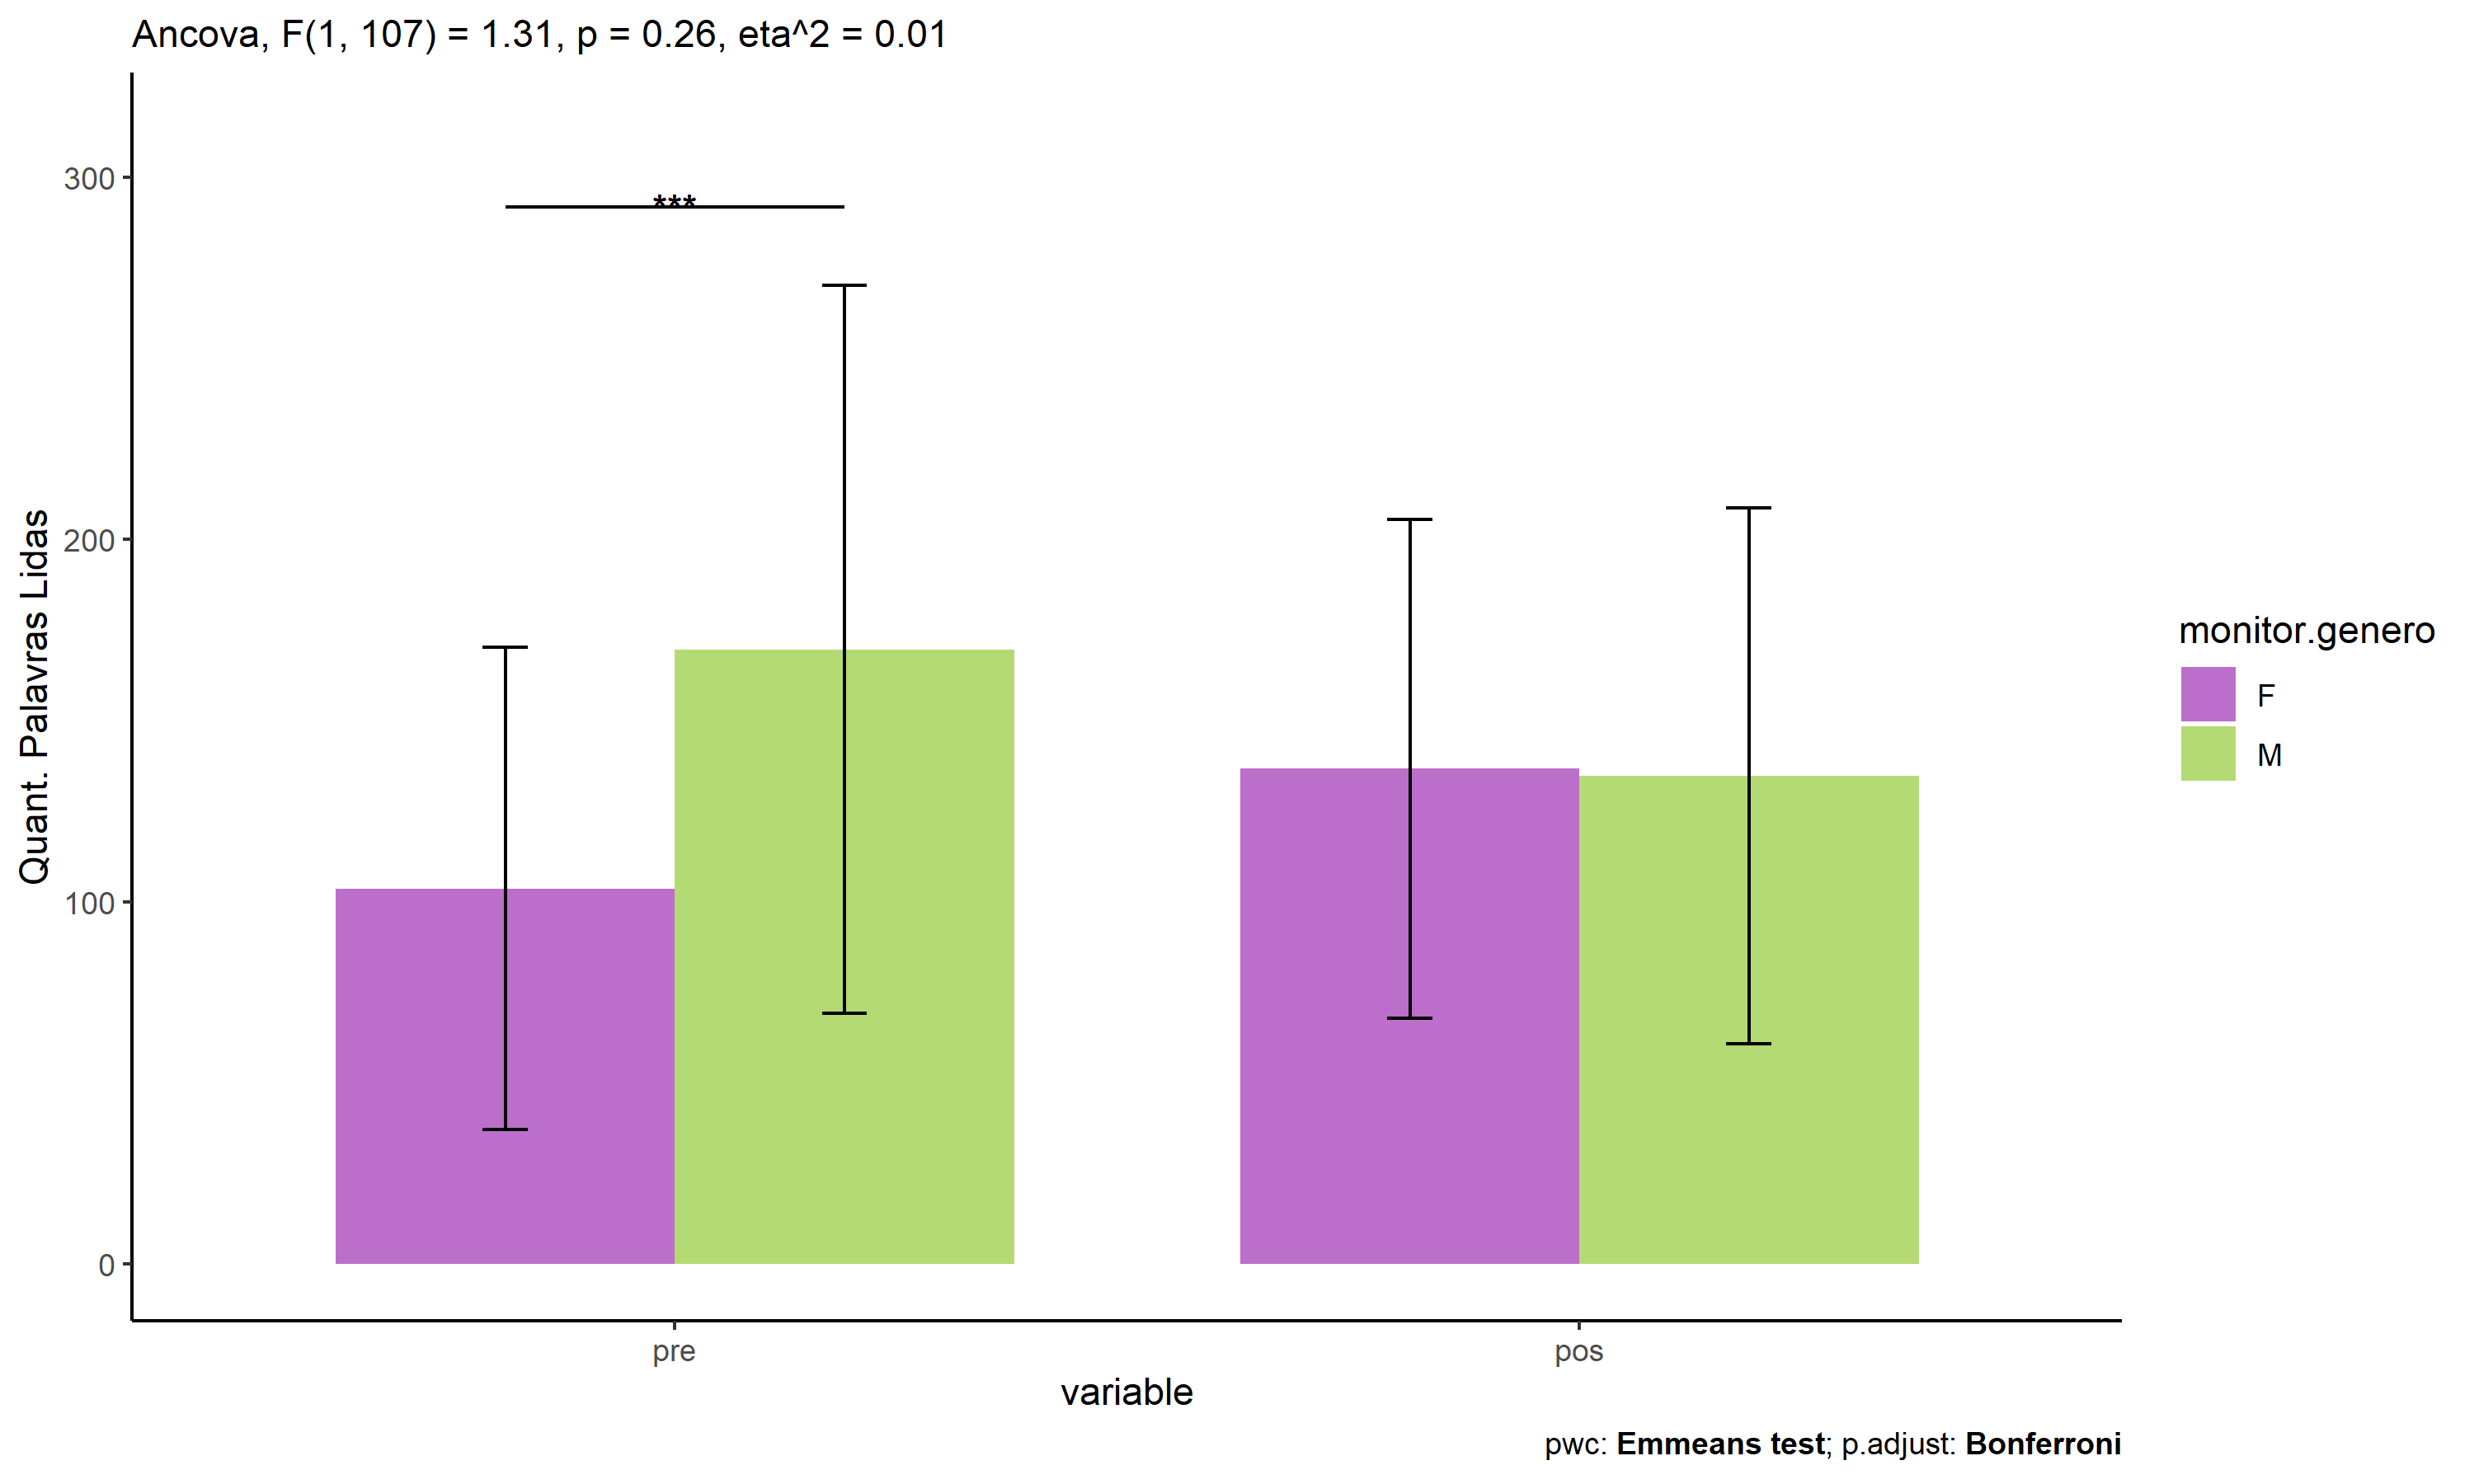 Ancova, F(1, 107) = 1.31, p = 0.26, eta^2 = 0.01
Quant. Palavras Lidas
300
200
100
0
***
pre
pos
variable
monitor.genero
F
M
pwc: Emmeans test; p.adjust: Bonferroni